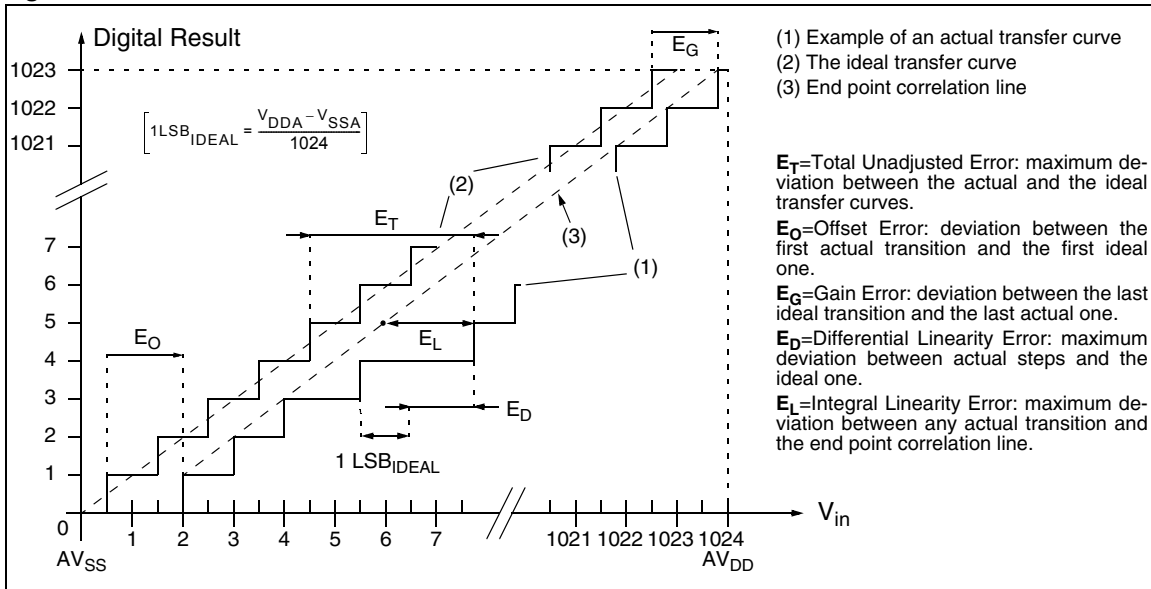 Digital Result
E_G
1023
1022
1021
[1LSB_IDEAL = (V_DDA – V_SSA) / 1024]
(2)
E_T
(3)
(1)
7
6
5
4
3
2
1
0
E_O
E_L
E_D
1 LSB_IDEAL
1 2 3 4 5 6 7 1021 1022 1023 1024
V_in
AV_SS
AV_DD
(1) Example of an actual transfer curve
(2) The ideal transfer curve
(3) End point correlation line
E_T=Total Unadjusted Error: maximum de-
viation between the actual and the ideal
transfer curves.
E_O=Offset Error: deviation between the
first actual transition and the first ideal
one.
E_G=Gain Error: deviation between the last
ideal transition and the last actual one.
E_D=Differential Linearity Error: maximum
deviation between actual steps and the
ideal one.
E_L=Integral Linearity Error: maximum de-
viation between any actual transition and
the end point correlation line.